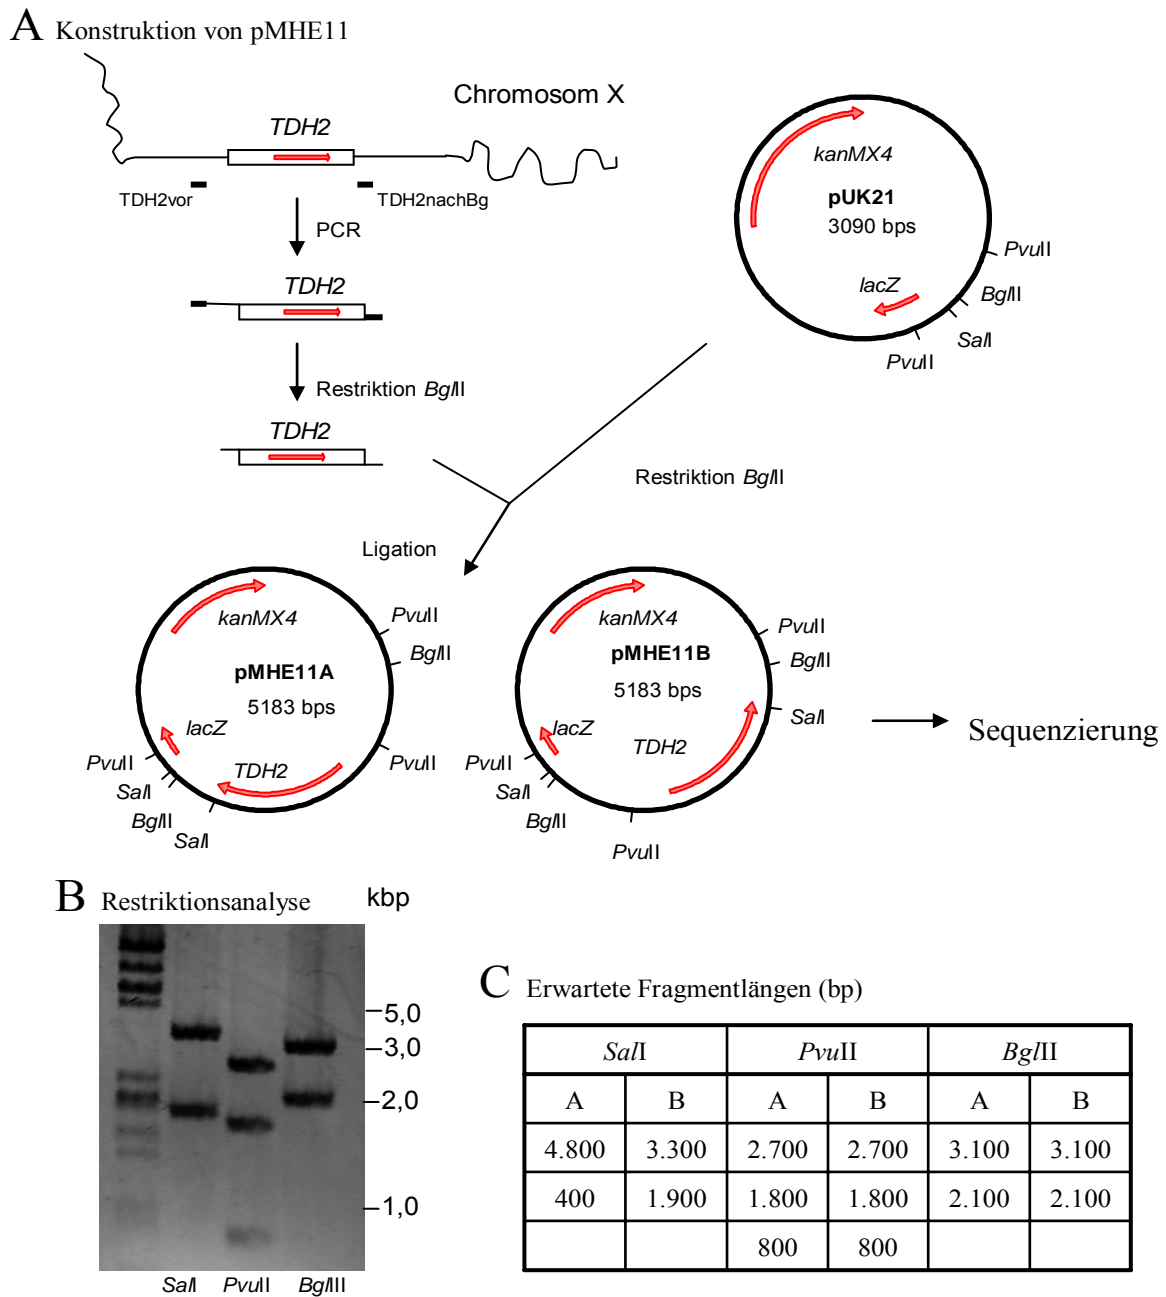 A Konstruktion von pMHE11
Chromosom X
TDH2
TDH2vor
TDH2nachBg
PCR
TDH2
Restriktion BglII
TDH2
kanMX4
pUK21
3090 bps
PvuII
BglII
SalI
PvuII
lacZ
Restriktion BglII
Ligation
kanMX4
pMHE11A
5183 bps
lacZ
TDH2
PvuII
BglII
PvuII
PvuII
SalI
BglII
SalI
kanMX4
pMHE11B
5183 bps
lacZ
TDH2
PvuII
BglII
SalI
PvuII
SalI
BglII
PvuII
Sequenzierung
B Restriktionsanalyse
kbp
5,0
3,0
2,0
1,0
SalI PvuII BglIII
C Erwartete Fragmentlängen (bp)
SalI PvuII BglII
A B A B A B
4.800 3.300 2.700 2.700 3.100 3.100
400 1.900 1.800 1.800 2.100 2.100
800 800